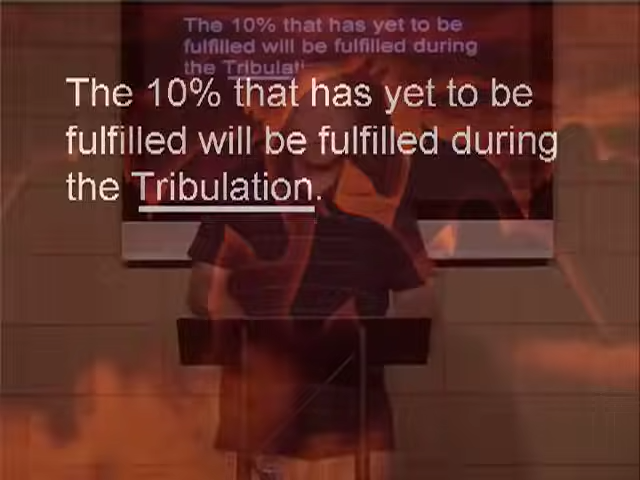 The 10% that has yet to be
fulfilled will be fulfilled during
the Tribulati
The 10% that has yet to be
fulfilled will be fulfilled during
the Tribulation.